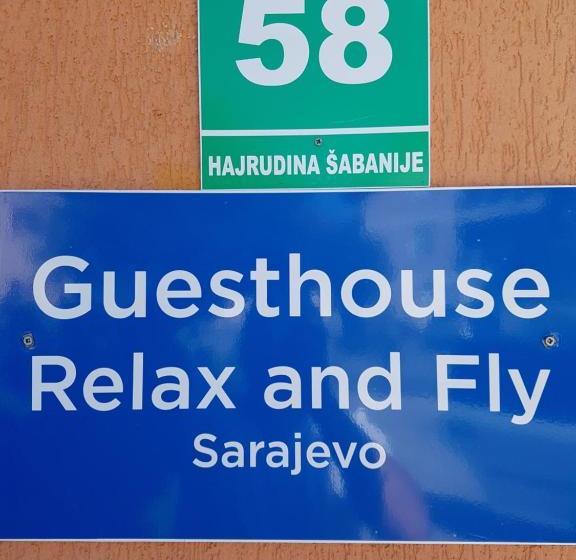 58
HAJRUDINA ŠABANIJE
Guesthouse
Relax and Fly
Sarajevo